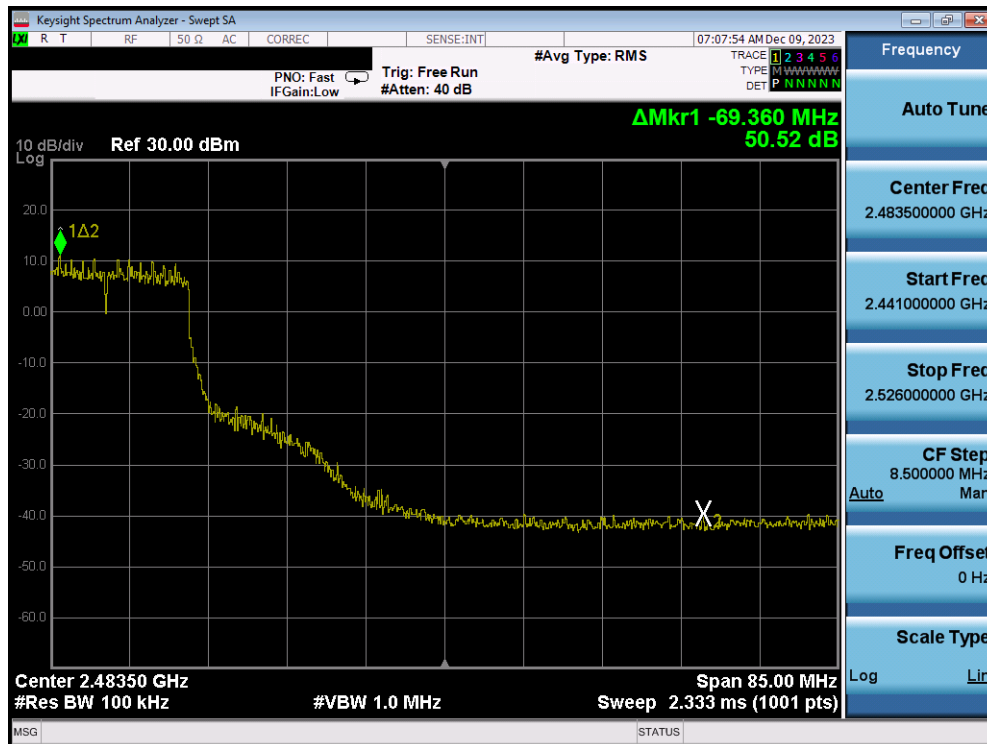 Keysight Spectrum Analyzer - Swept SA
LXI R T RF 50 Ω AC CORREC SENSE:INT 07:07:54 AM Dec 09, 2023
#Avg Type: RMS TRACE 1 2 3 4 5 6
PNO: Fast Trig: Free Run TYPE M WWWWW
IFGain:Low #Atten: 40 dB DET P N N N N N
ΔMkr1 -69.360 MHz
50.52 dB
10 dB/div Ref 30.00 dBm
Log
20.0
1Δ2
10.0
0.00
-10.0
-20.0
-30.0
-40.0
X2
-50.0
-60.0
Center 2.48350 GHz Span 85.00 MHz
#Res BW 100 kHz #VBW 1.0 MHz Sweep 2.333 ms (1001 pts)
MSG STATUS
Frequency
Auto Tune
Center Freq
2.483500000 GHz
Start Freq
2.441000000 GHz
Stop Freq
2.526000000 GHz
CF Step
8.500000 MHz
Auto Man
Freq Offset
0 Hz
Scale Type
Log Lin